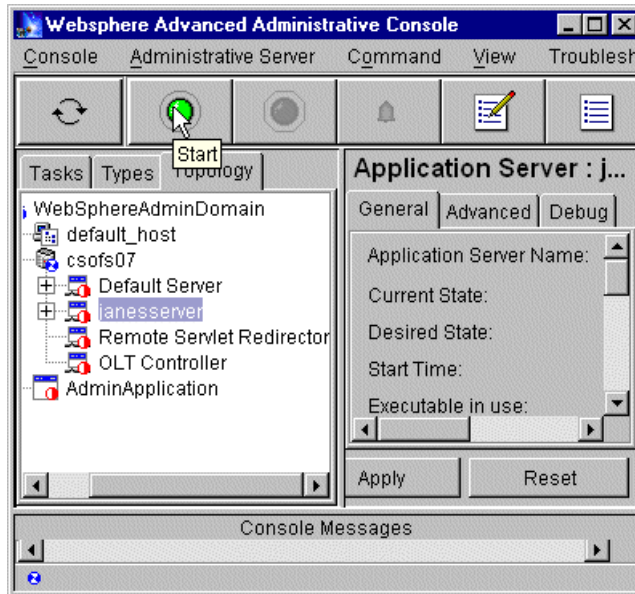 Websphere Advanced Administrative Console
Console Administrative Server Command View Troublesh
Start
Tasks Types Topology
WebSphereAdminDomain
default_host
csofs07
Default Server
janesserver
Remote Servlet Redirector
OLT Controller
AdminApplication
Application Server : j...
General Advanced Debug
Application Server Name:
Current State:
Desired State:
Start Time:
Executable in use:
Apply Reset
Console Messages